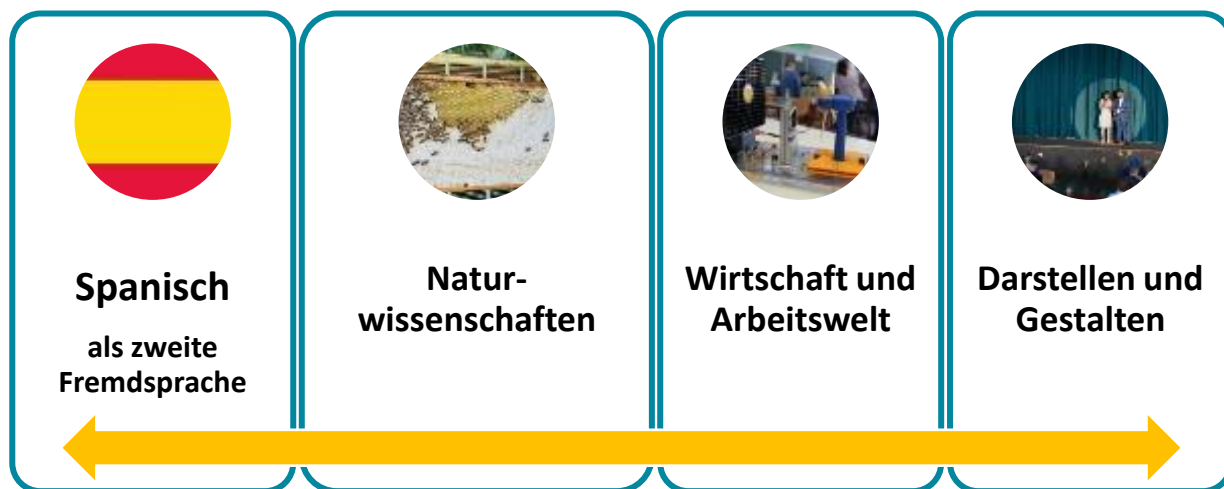 Spanisch
als zweite
Fremdsprache
Natur-
wissenschaften
Wirtschaft und
Arbeitswelt
Darstellen und
Gestalten